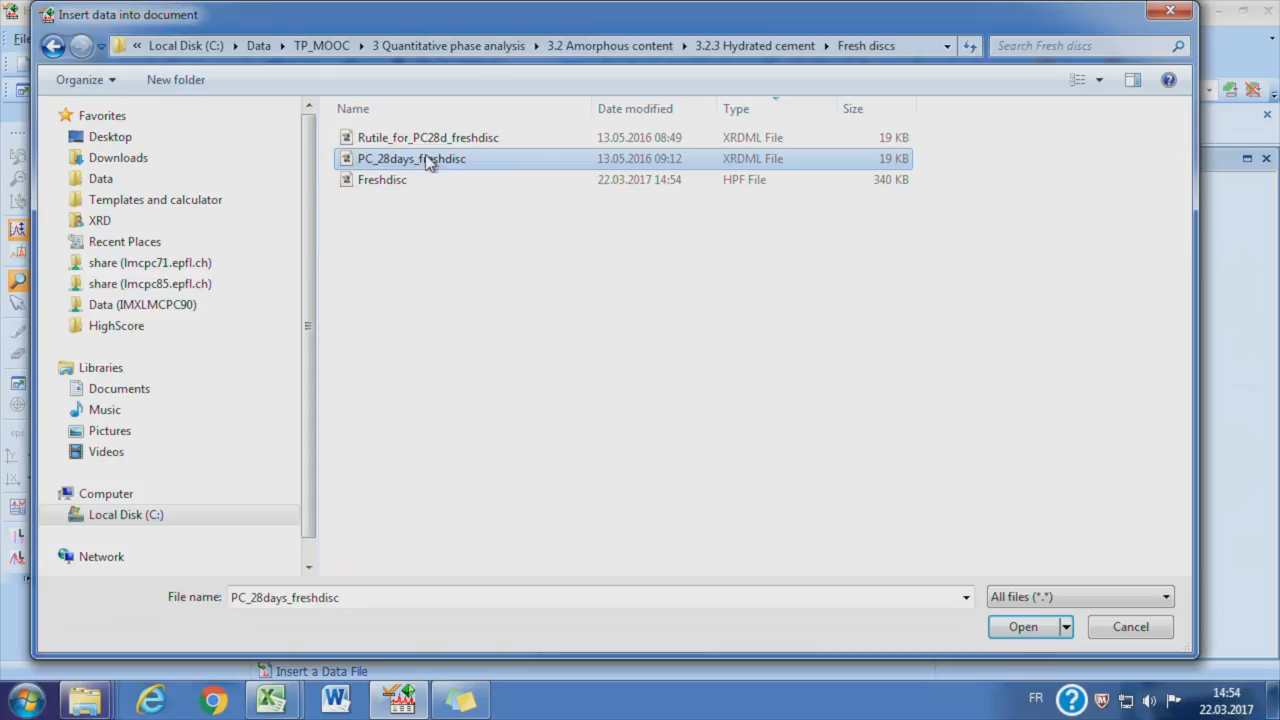 Insert data into document
« Local Disk (C:) Data TP_MOOC 3 Quantitative phase analysis 3.2 Amorphous content 3.2.3 Hydrated cement Fresh discs
Search Fresh discs
Organize New folder
Favorites
Desktop
Downloads
Data
Templates and calculator
XRD
Recent Places
share (lmcpc71.epfl.ch)
share (lmcpc85.epfl.ch)
Data (IMXLMCPC90)
HighScore
Libraries
Documents
Music
Pictures
Videos
Computer
Local Disk (C:)
Network
Name Date modified Type Size
Rutile_for_PC28d_freshdisc 13.05.2016 08:49 XRDML File 19 KB
PC_28days_freshdisc 13.05.2016 09:12 XRDML File 19 KB
Freshdisc 22.03.2017 14:54 HPF File 340 KB
File name: PC_28days_freshdisc All files (*.*)
Open Cancel
Insert a Data File
FR 14:54
22.03.2017